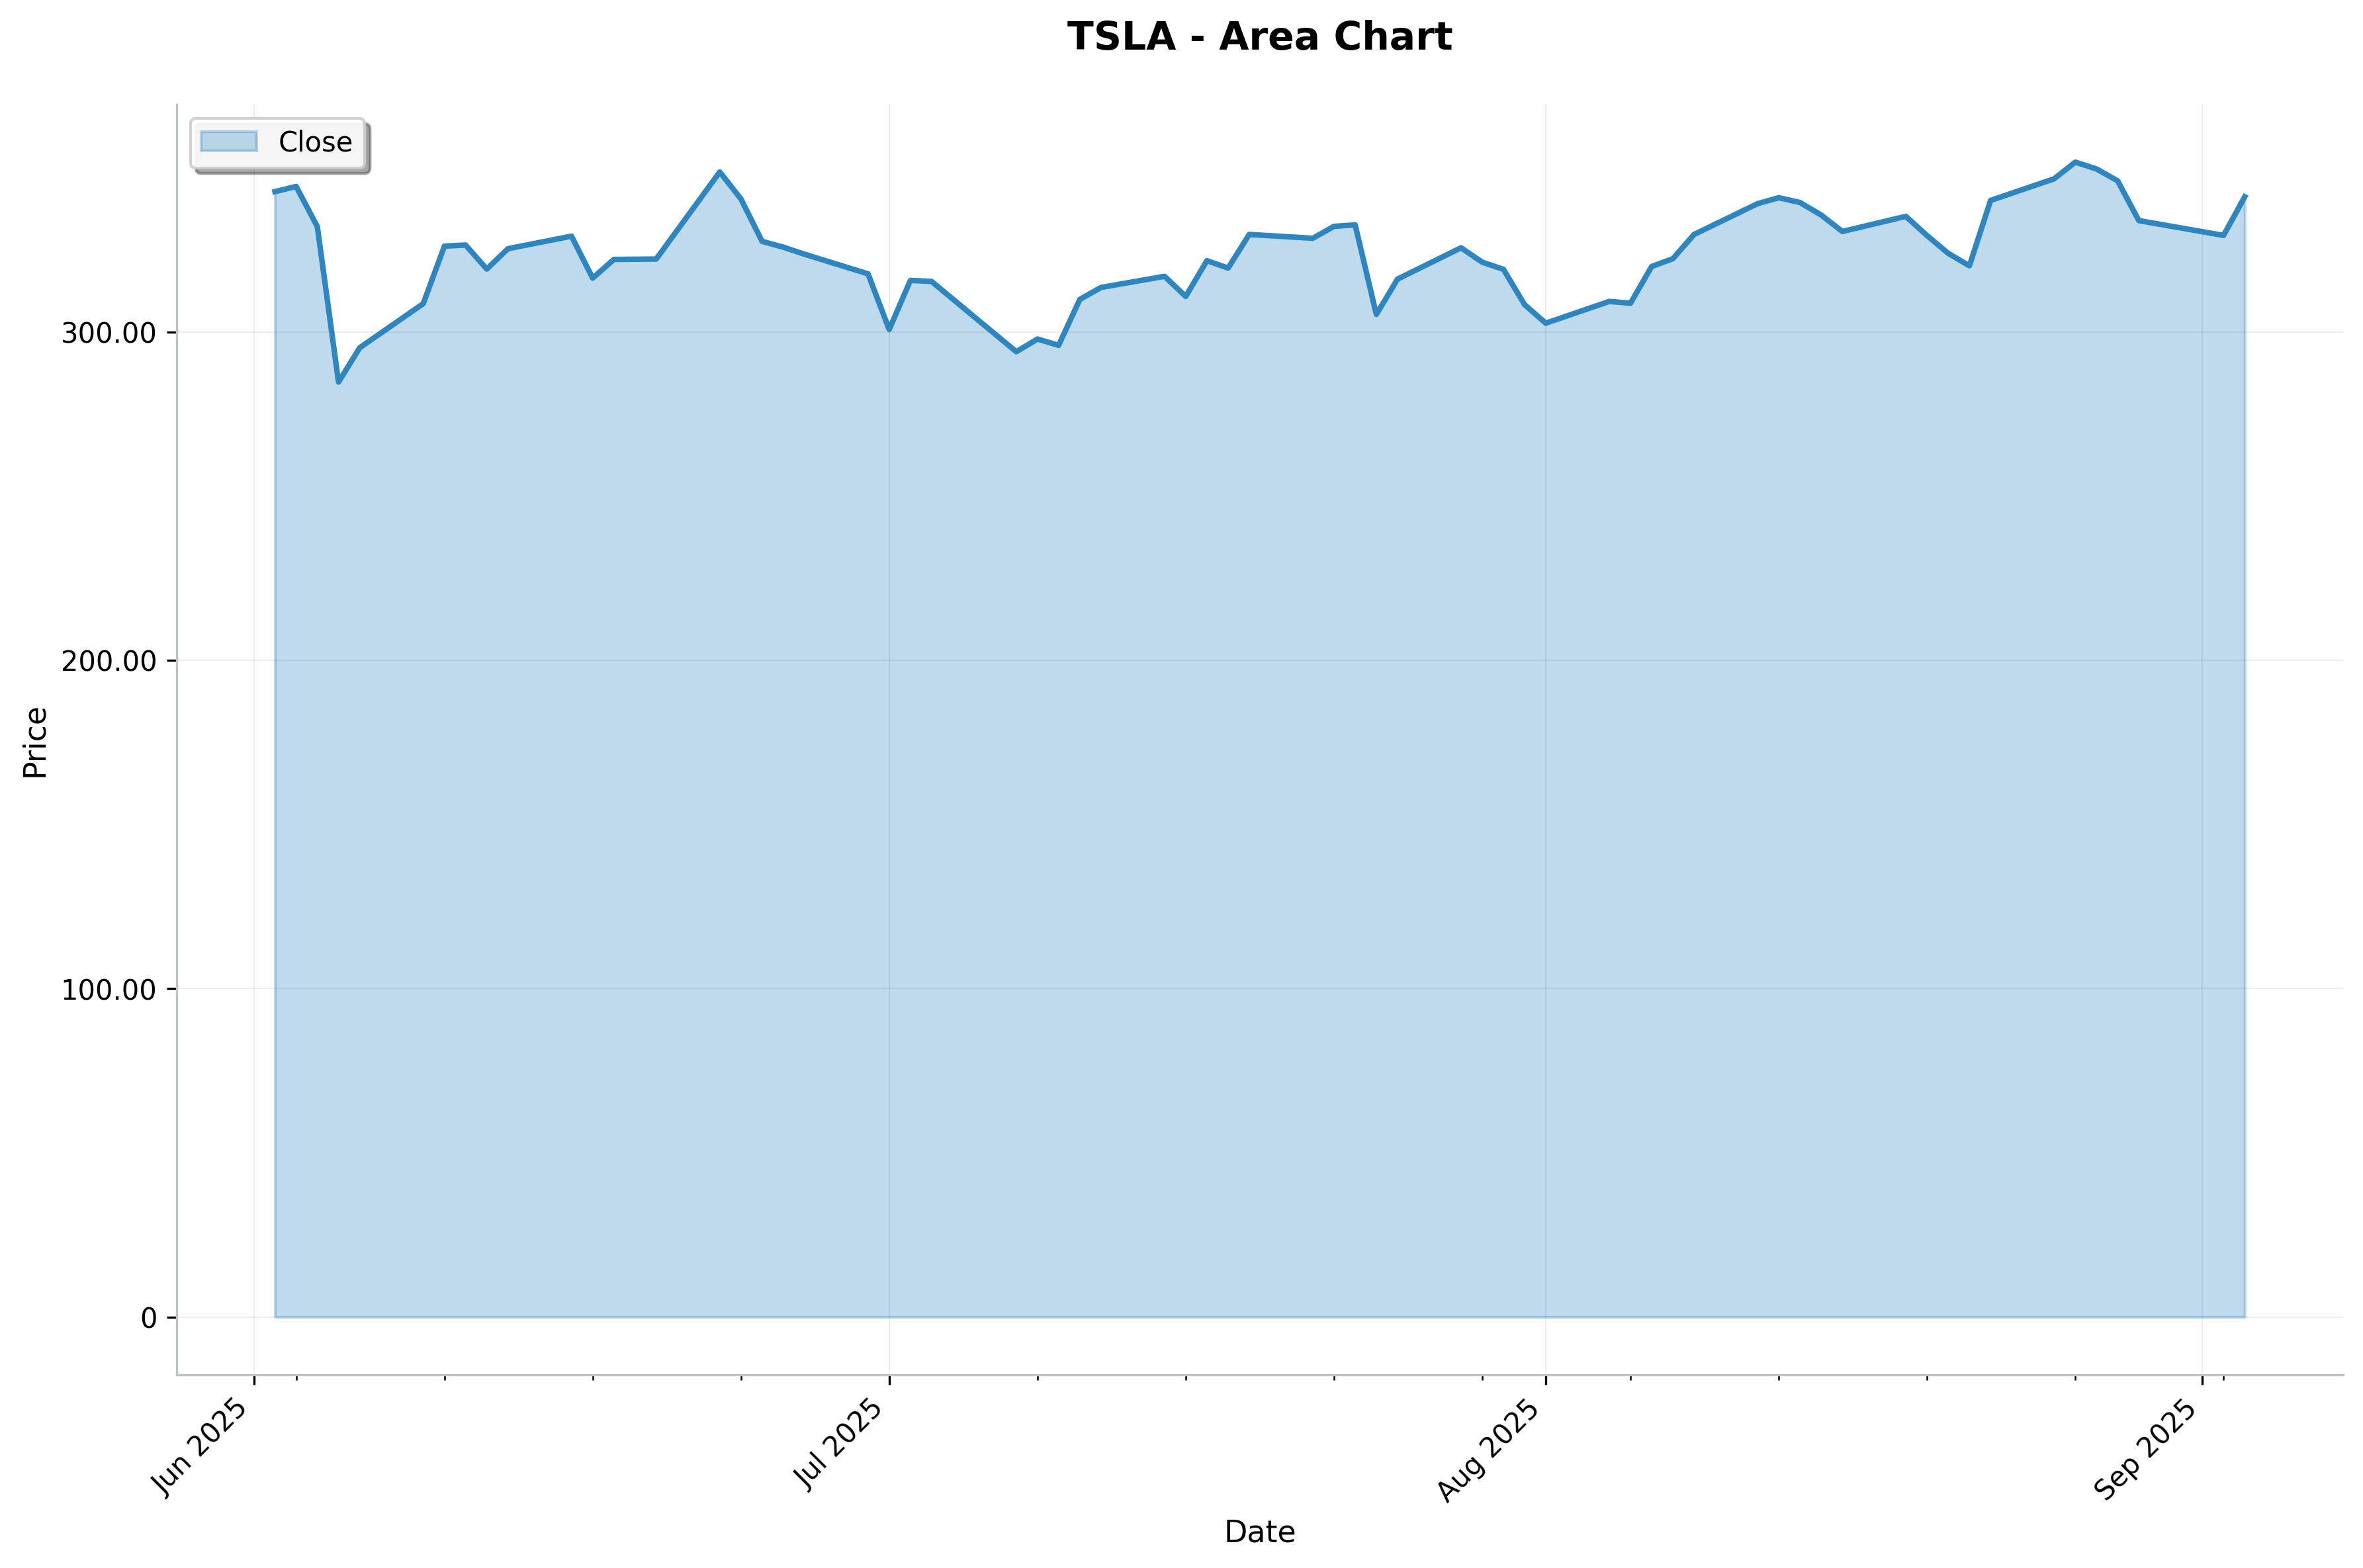 TSLA - Area Chart
Close
300.00
200.00
100.00
0
Price
Jun 2025
Jul 2025
Aug 2025
Sep 2025
Date